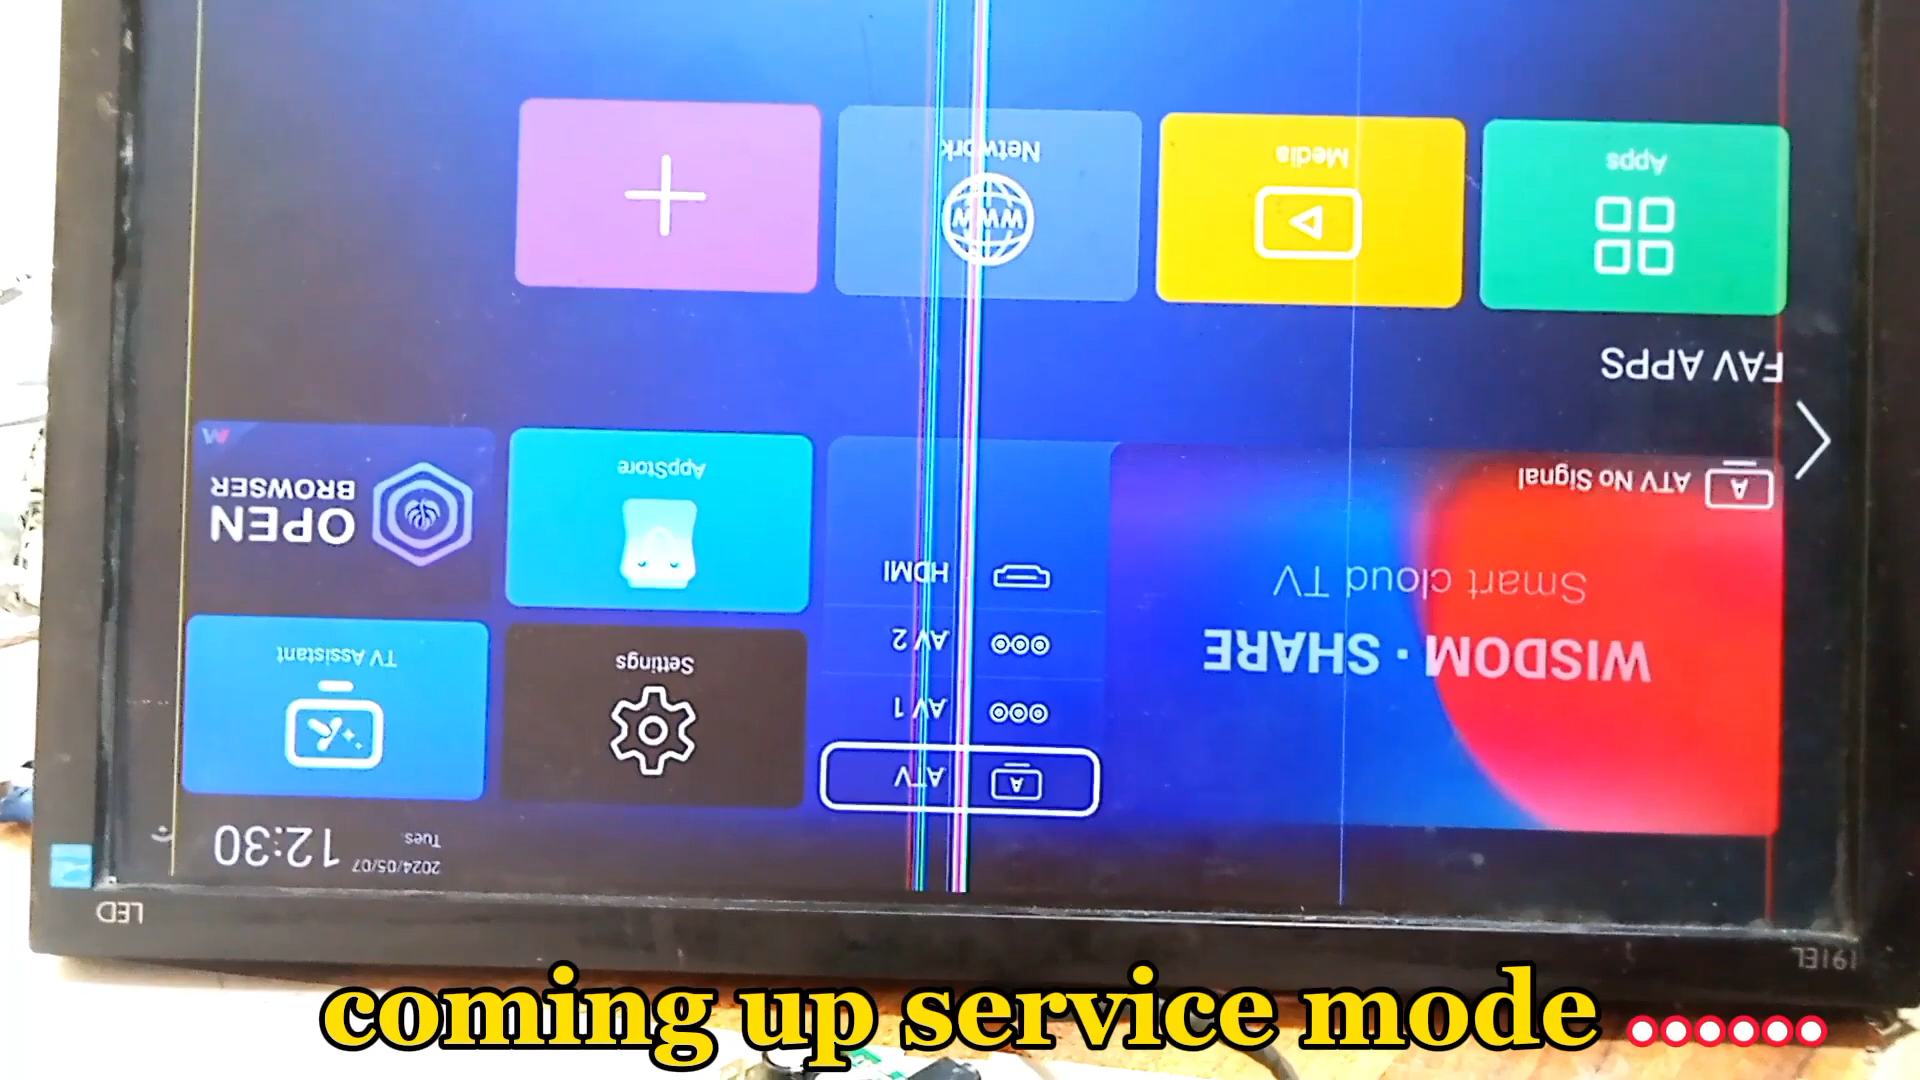 2024/05/07
Tues
12:30
WISDOM · SHARE
Smart cloud TV
ATV No Signal
ATV
AV 1
AV 2
HDMI
Settings
TV Assistant
AppStore
OPEN
BROWSER
FAV APPS
Apps
Media
WWW
Network
LED
coming up service mode ......